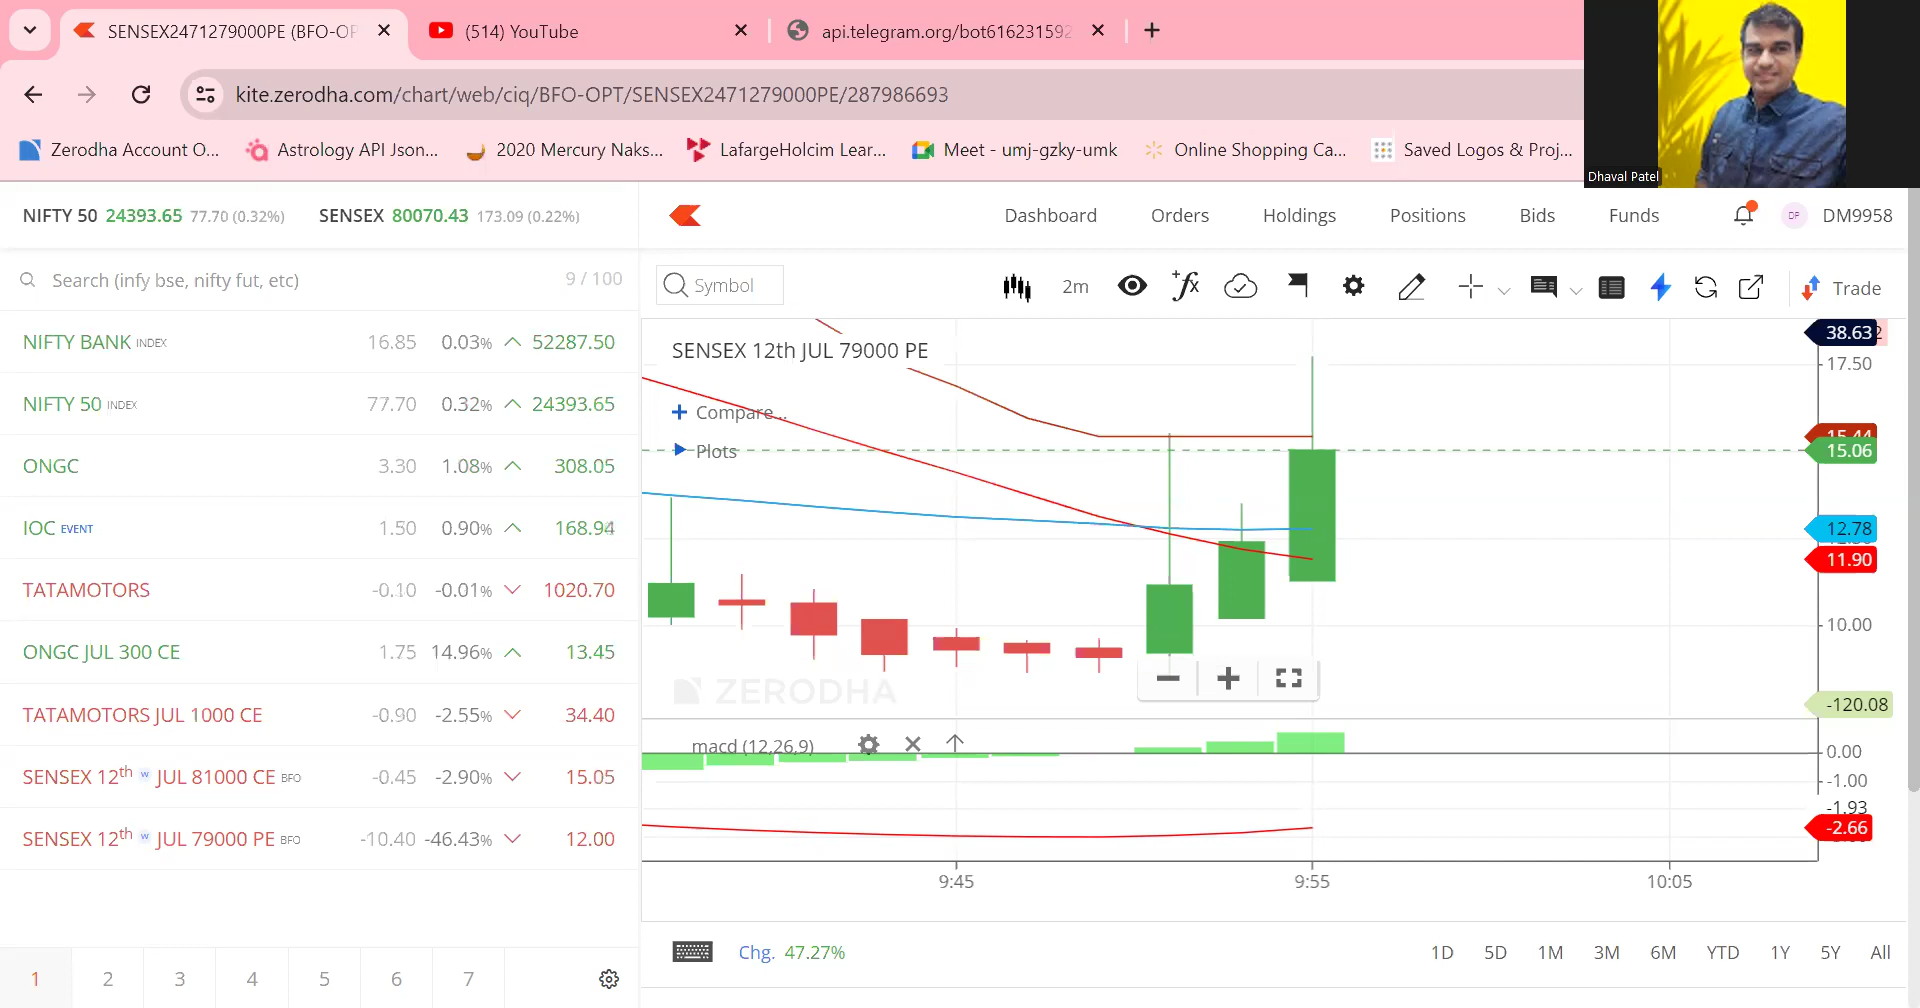 SENSEX2471279000PE (BFO-OP
(514) YouTube
api.telegram.org/bot616231592
kite.zerodha.com/chart/web/ciq/BFO-OPT/SENSEX2471279000PE/287986693
Zerodha Account O...
Astrology API Json...
2020 Mercury Naks...
LafargeHolcim Lear...
Meet - umj-gzky-umk
Online Shopping Ca...
Saved Logos & Proj...
Dhaval Patel
NIFTY 50 24393.65 77.70 (0.32%) SENSEX 80070.43 173.09 (0.22%)
Dashboard Orders Holdings Positions Bids Funds DP DM9958
Search (infy bse, nifty fut, etc) 9 / 100
Symbol 2m Trade
NIFTY BANK INDEX 16.85 0.03% 52287.50
NIFTY 50 INDEX 77.70 0.32% 24393.65
ONGC 3.30 1.08% 308.05
IOC EVENT 1.50 0.90% 168.94
TATAMOTORS -0.10 -0.01% 1020.70
ONGC JUL 300 CE 1.75 14.96% 13.45
TATAMOTORS JUL 1000 CE -0.90 -2.55% 34.40
SENSEX 12th w JUL 81000 CE BFO -0.45 -2.90% 15.05
SENSEX 12th w JUL 79000 PE BFO -10.40 -46.43% 12.00
1 2 3 4 5 6 7
SENSEX 12th JUL 79000 PE
Compare...
Plots
38.63
17.50
15.44
15.06
12.78
11.90
10.00
ZERODHA
-120.08
macd (12,26,9)
0.00
-1.00
-1.93
-2.66
9:45 9:55 10:05
Chg. 47.27%
1D 5D 1M 3M 6M YTD 1Y 5Y All